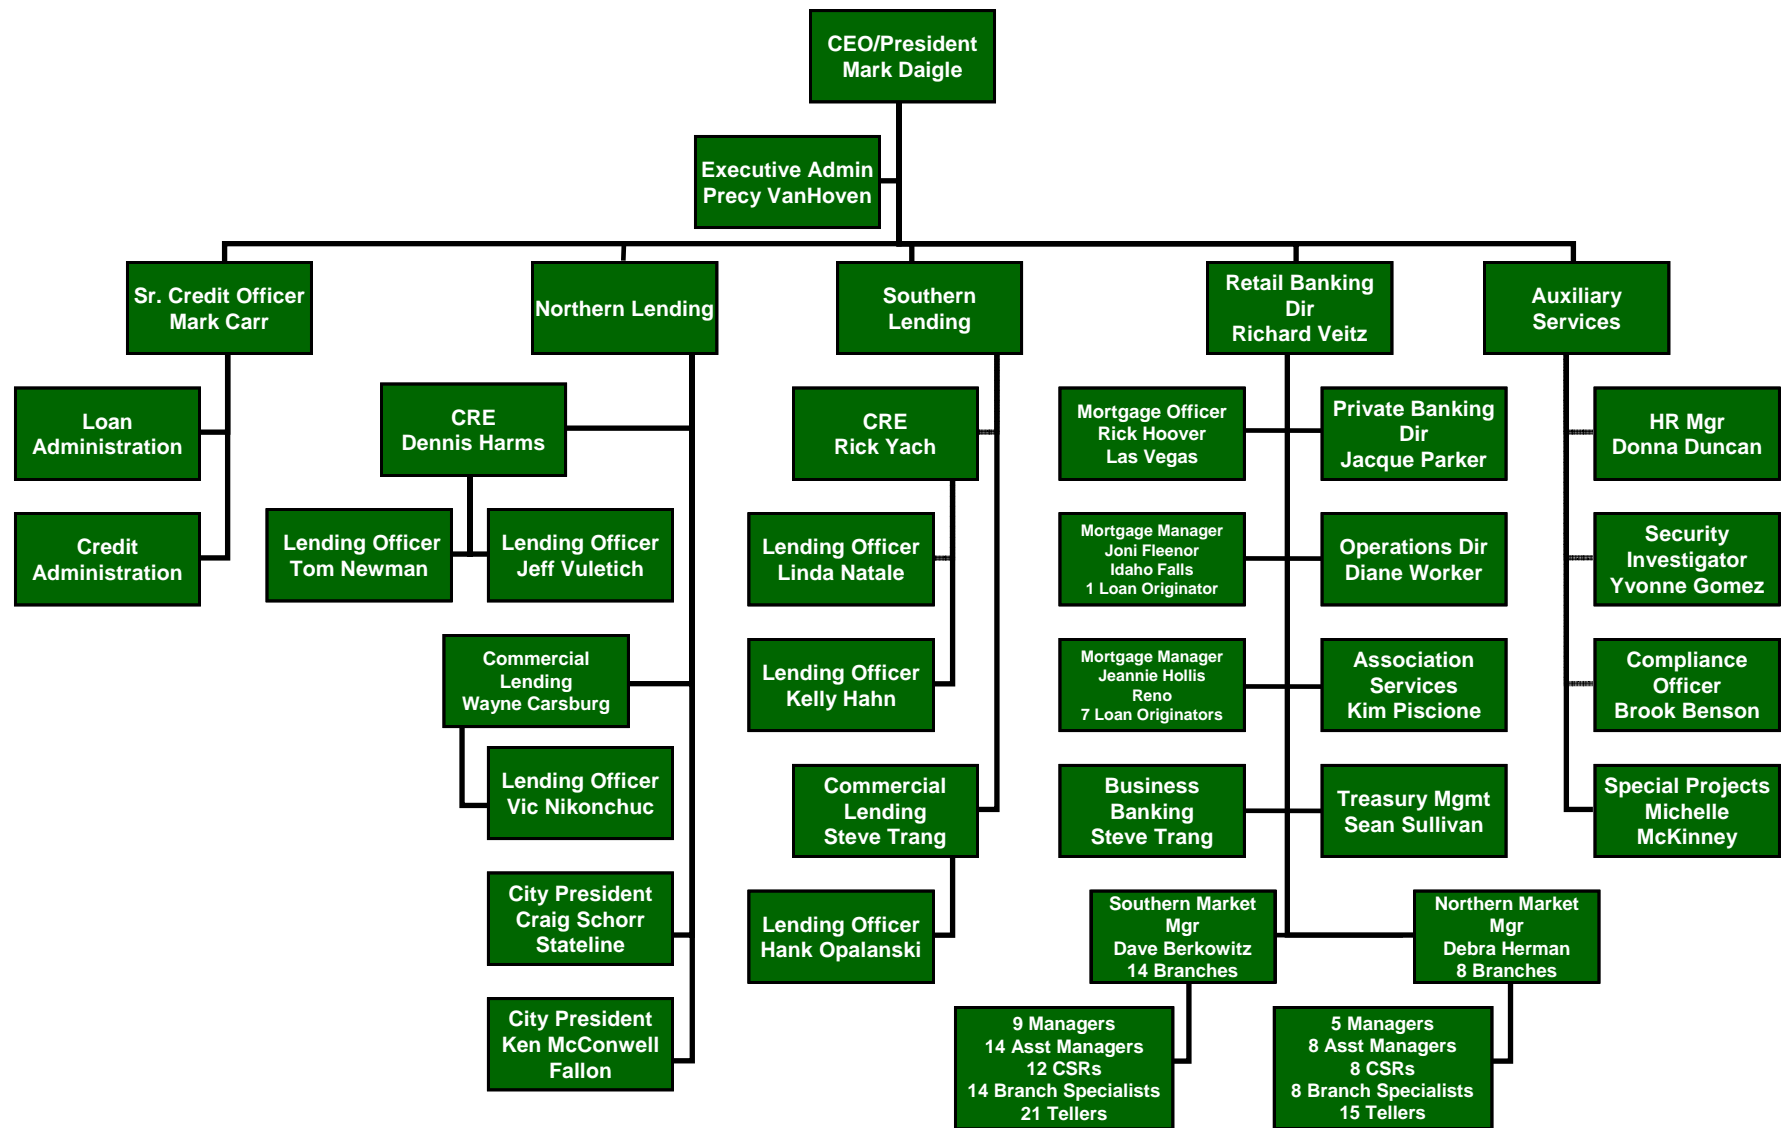 CEO/President
Mark Daigle
Executive Admin
Precy VanHoven
Sr. Credit Officer
Mark Carr
Northern Lending
Southern
Lending
Retail Banking
Dir
Richard Veitz
Auxiliary
Services
Loan
Administration
Credit
Administration
CRE
Dennis Harms
Lending Officer
Tom Newman
Lending Officer
Jeff Vuletich
Commercial
Lending
Wayne Carsburg
Lending Officer
Vic Nikonchuc
City President
Craig Schorr
Stateline
City President
Ken McConwell
Fallon
CRE
Rick Yach
Lending Officer
Linda Natale
Lending Officer
Kelly Hahn
Commercial
Lending
Steve Trang
Lending Officer
Hank Opalanski
Mortgage Officer
Rick Hoover
Las Vegas
Private Banking
Dir
Jacque Parker
Mortgage Manager
Joni Fleenor
Idaho Falls
1 Loan Originator
Operations Dir
Diane Worker
Mortgage Manager
Jeannie Hollis
Reno
7 Loan Originators
Association
Services
Kim Piscione
Business
Banking
Steve Trang
Treasury Mgmt
Sean Sullivan
Southern Market
Mgr
Dave Berkowitz
14 Branches
Northern Market
Mgr
Debra Herman
8 Branches
9 Managers
14 Asst Managers
12 CSRs
14 Branch Specialists
21 Tellers
5 Managers
8 Asst Managers
8 CSRs
8 Branch Specialists
15 Tellers
HR Mgr
Donna Duncan
Security
Investigator
Yvonne Gomez
Compliance
Officer
Brook Benson
Special Projects
Michelle
McKinney